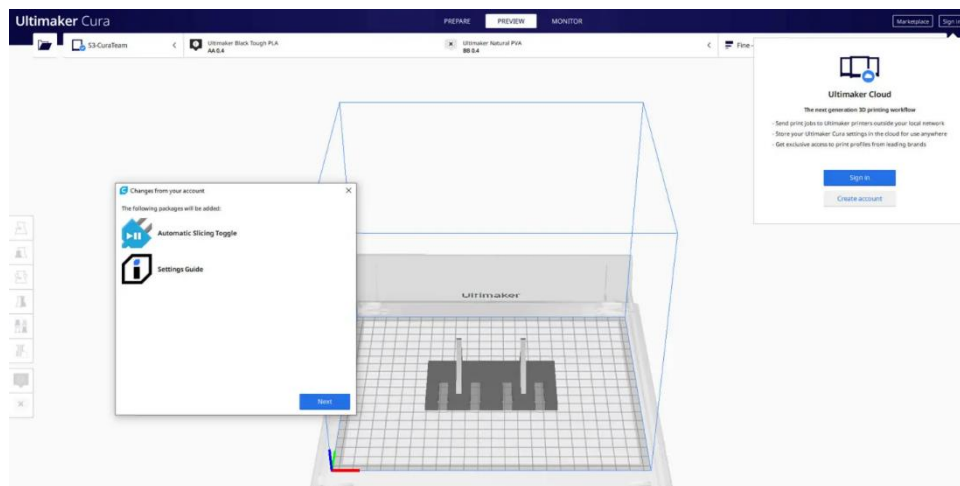 Ultimaker Cura
PREPARE
PREVIEW
MONITOR
Marketplace
Sign in
S3-CuraTeam
Ultimaker Black Tough PLA
AA 0.4
Ultimaker Natural PVA
BB 0.4
Fine
Ultimaker Cloud
The next generation 3D printing workflow
- Send print jobs to Ultimaker printers outside your local network
- Store your Ultimaker Cura settings in the cloud for use anywhere
- Get exclusive access to print profiles from leading brands
Sign in
Create account
Changes from your account
The following packages will be added:
Automatic Slicing Toggle
Settings Guide
Next
Ultimaker